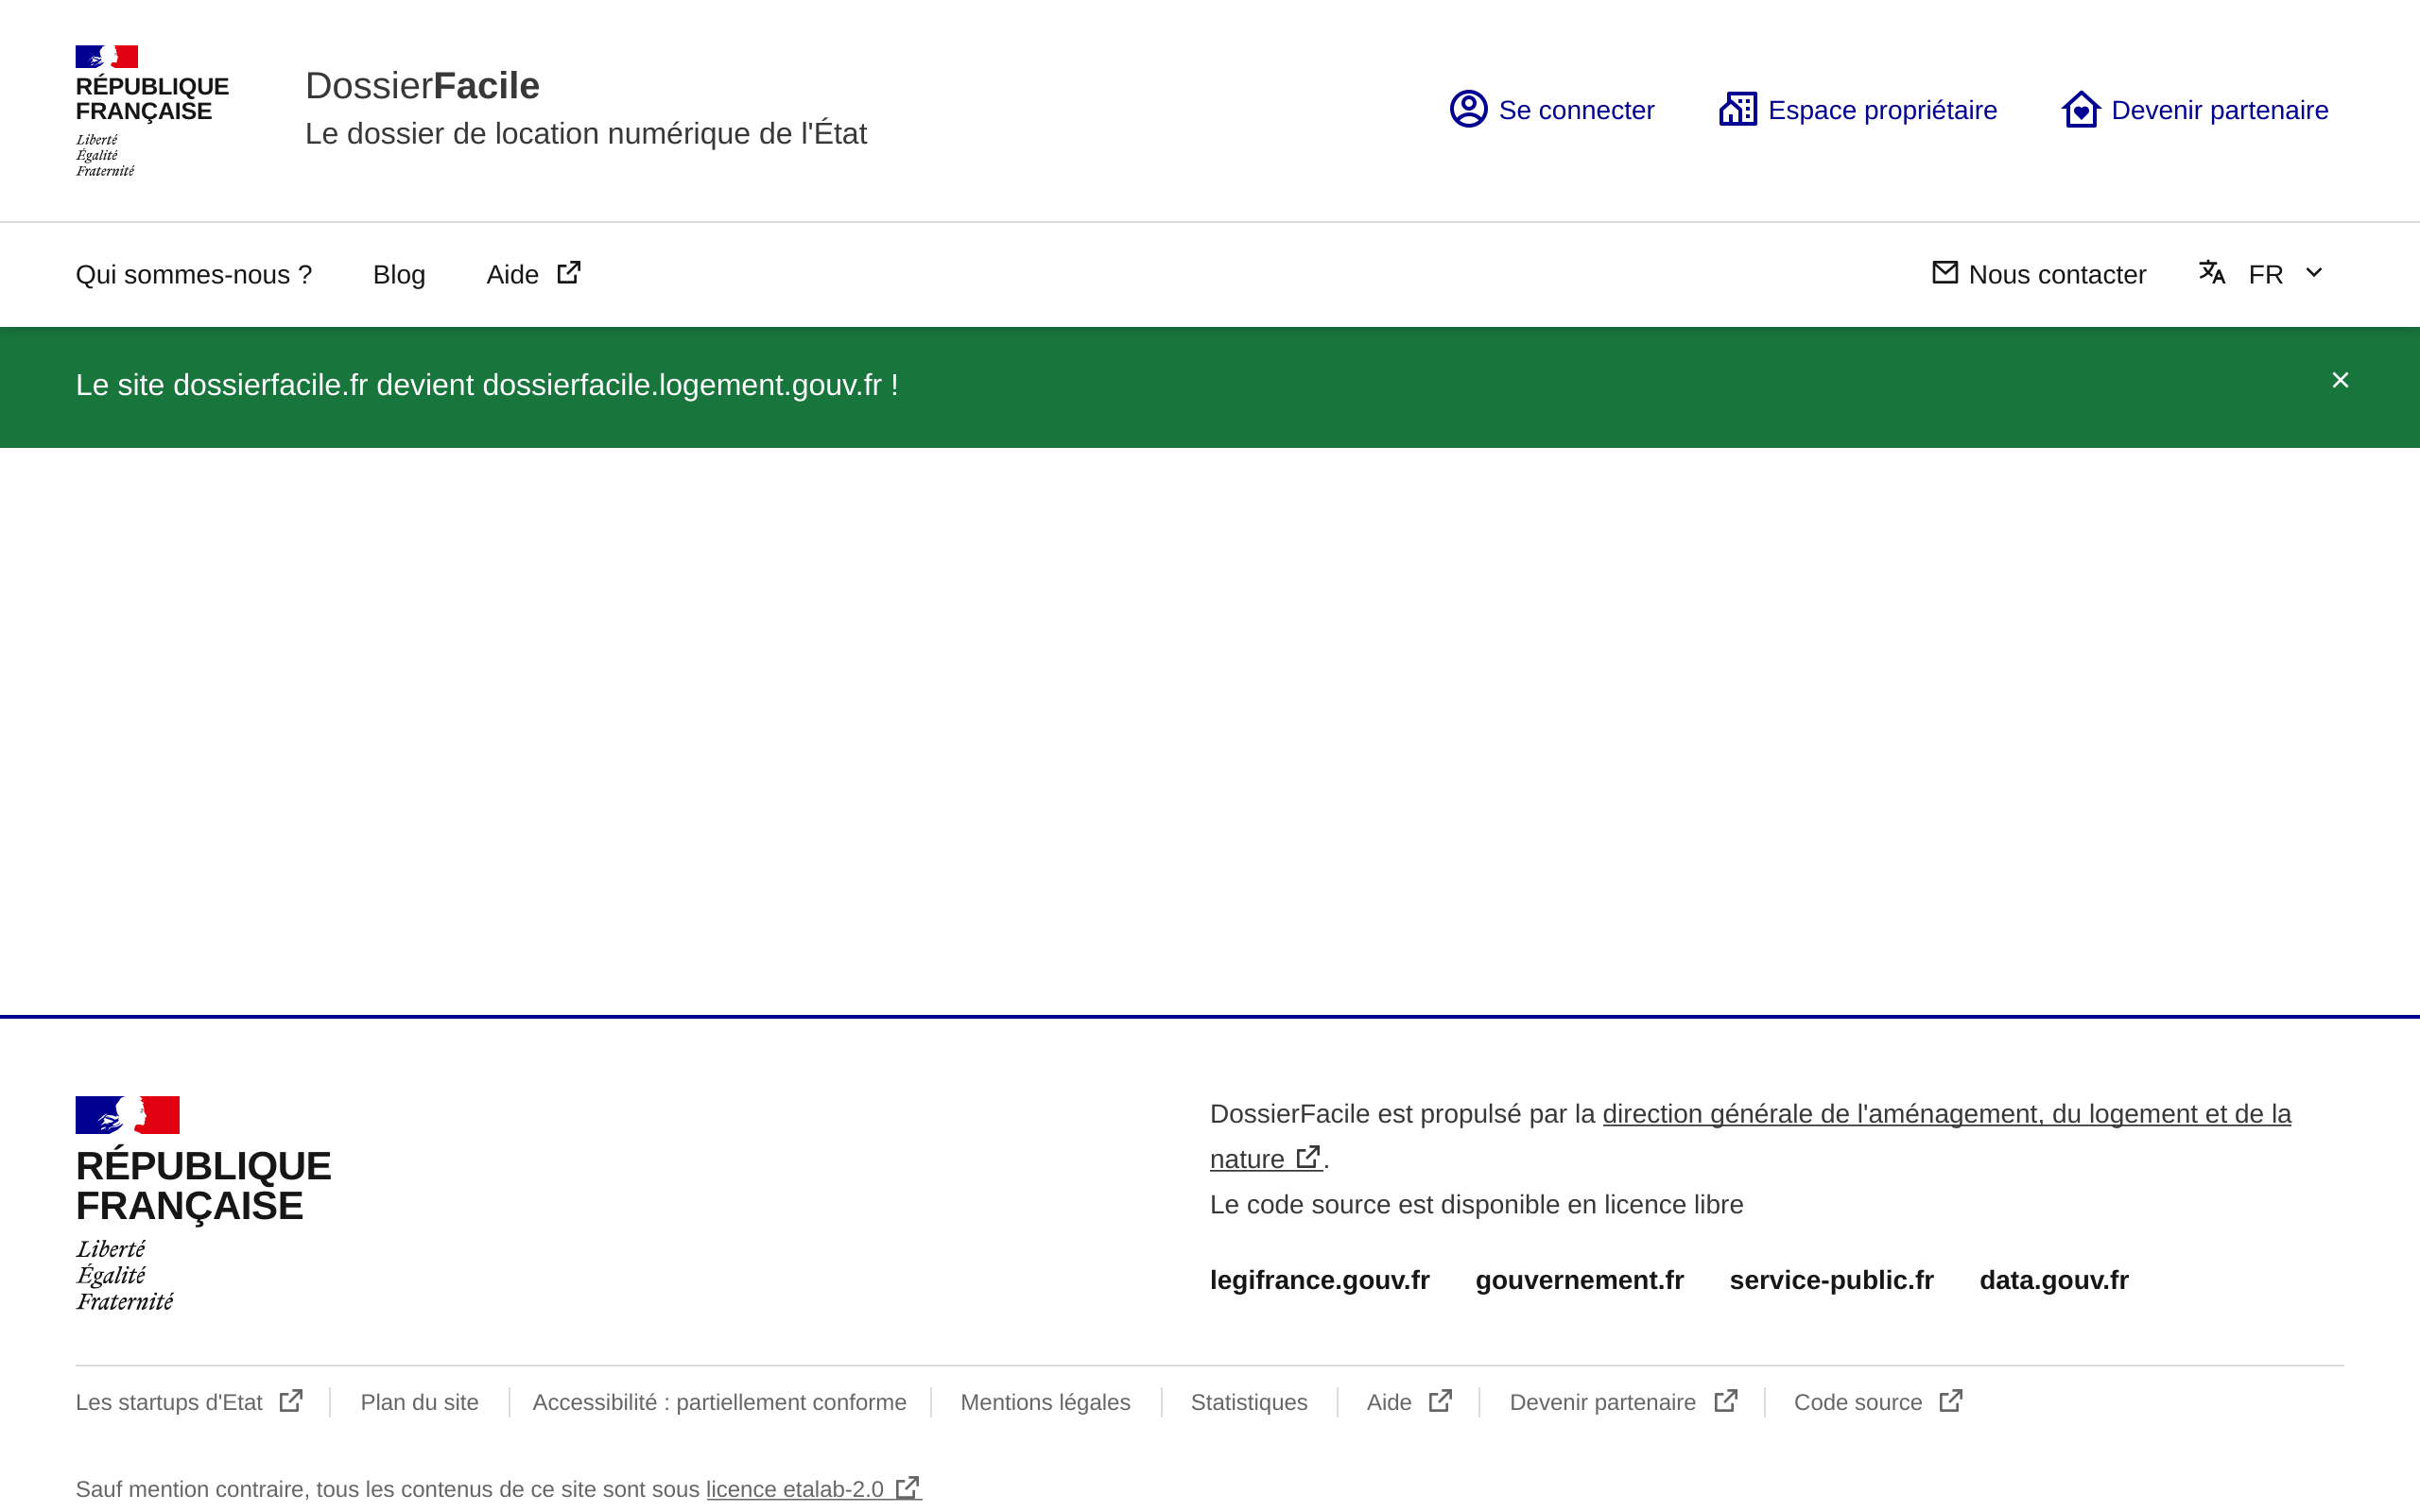 RÉPUBLIQUE
FRANÇAISE
Liberté
Égalité
Fraternité
DossierFacile
Le dossier de location numérique de l'État
Se connecter
Espace propriétaire
Devenir partenaire
Qui sommes-nous ?
Blog
Aide
Nous contacter
FR
Le site dossierfacile.fr devient dossierfacile.logement.gouv.fr !
RÉPUBLIQUE
FRANÇAISE
Liberté
Égalité
Fraternité
DossierFacile est propulsé par la direction générale de l'aménagement, du logement et de la
nature .
Le code source est disponible en licence libre
legifrance.gouv.fr
gouvernement.fr
service-public.fr
data.gouv.fr
Les startups d'Etat
Plan du site
Accessibilité : partiellement conforme
Mentions légales
Statistiques
Aide
Devenir partenaire
Code source
Sauf mention contraire, tous les contenus de ce site sont sous licence etalab-2.0